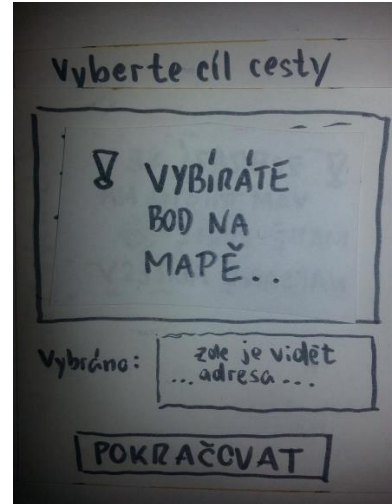 Vyberte cíl cesty
! VYBÍRÁTE
BOD NA
MAPĚ..
Vybráno:
zde je vidět
... adresa ...
POKRAČOVAT